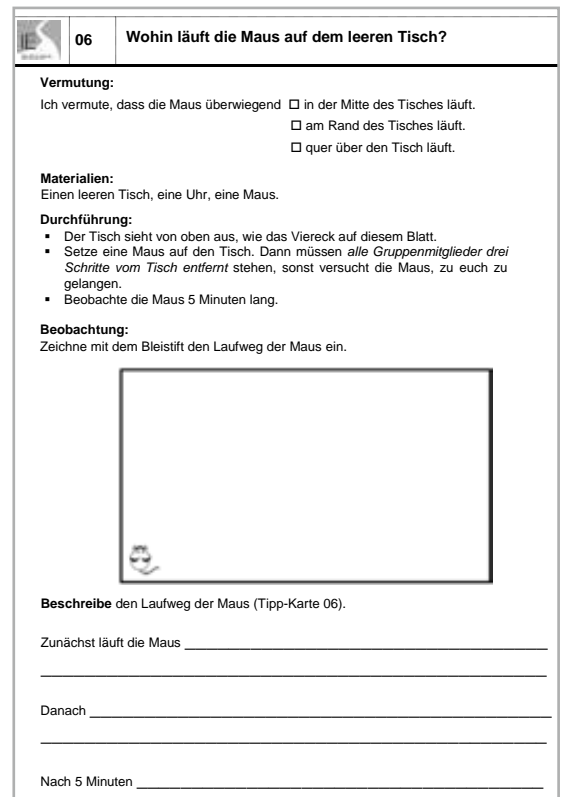 IES
06
Wohin läuft die Maus auf dem leeren Tisch?
Vermutung:
Ich vermute, dass die Maus überwiegend ☐ in der Mitte des Tisches läuft.
☐ am Rand des Tisches läuft.
☐ quer über den Tisch läuft.
Materialien:
Einen leeren Tisch, eine Uhr, eine Maus.
Durchführung:
▪ Der Tisch sieht von oben aus, wie das Viereck auf diesem Blatt.
▪ Setze eine Maus auf den Tisch. Dann müssen alle Gruppenmitglieder drei
Schritte vom Tisch entfernt stehen, sonst versucht die Maus, zu euch zu
gelangen.
▪ Beobachte die Maus 5 Minuten lang.
Beobachtung:
Zeichne mit dem Bleistift den Laufweg der Maus ein.
Beschreibe den Laufweg der Maus (Tipp-Karte 06).
Zunächst läuft die Maus
Danach
Nach 5 Minuten